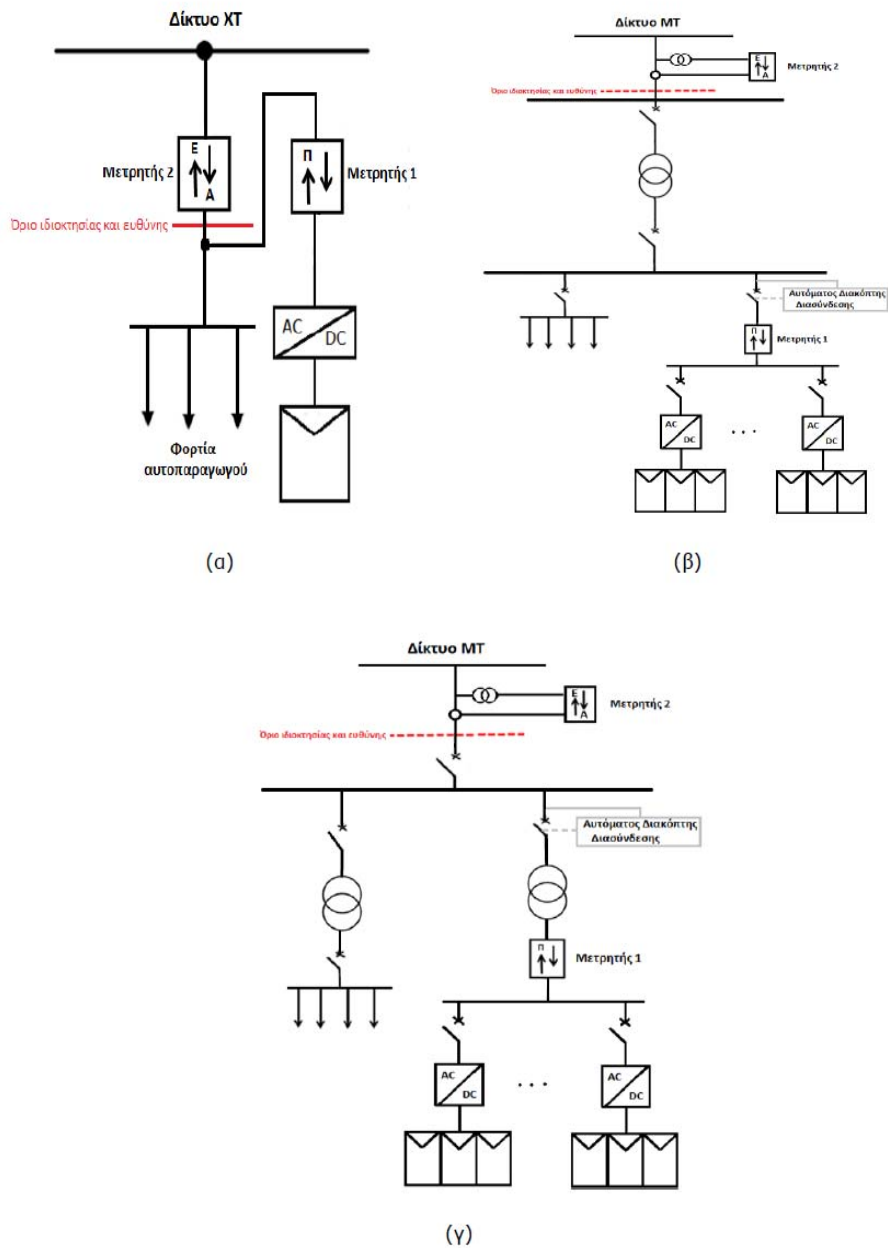 Δίκτυο ΧΤ
Ε
Α
Μετρητής 2
Π
Μετρητής 1
Όριο ιδιοκτησίας και ευθύνης
AC
DC
Φορτία
αυτοπαραγωγού
(α)
Δίκτυο ΜΤ
Ε
Α
Μετρητής 2
Όριο ιδιοκτησίας και ευθύνης
Αυτόματος Διακόπτης
Διασύνδεσης
Π
Μετρητής 1
AC
DC
...
AC
DC
(β)
Δίκτυο ΜΤ
Ε
Α
Μετρητής 2
Όριο ιδιοκτησίας και ευθύνης
Αυτόματος Διακόπτης
Διασύνδεσης
Π
Μετρητής 1
AC
DC
...
AC
DC
(γ)